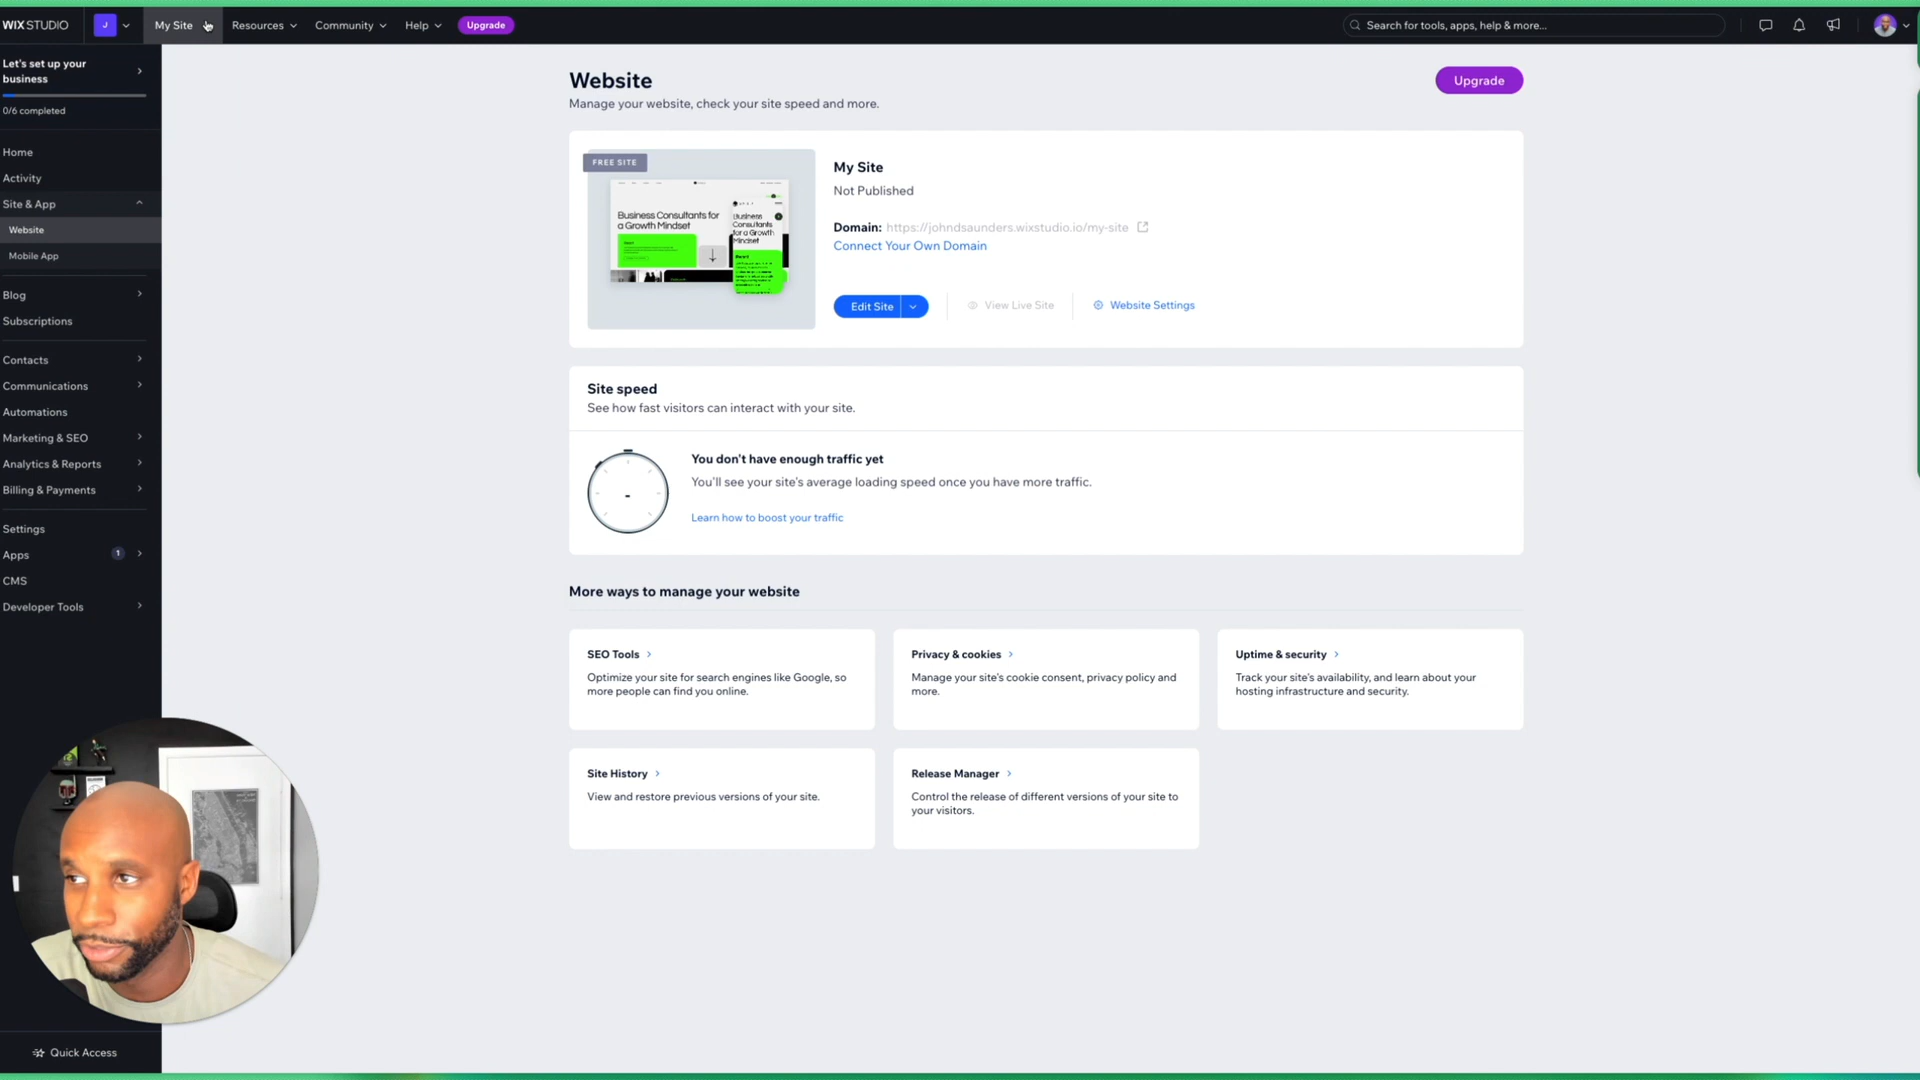 WIX STUDIO
J
My Site
Resources
Community
Help
Upgrade
Search for tools, apps, help & more...
Let's set up your
business
0/6 completed
Home
Activity
Site & App
Website
Mobile App
Blog
Subscriptions
Contacts
Communications
Automations
Marketing & SEO
Analytics & Reports
Billing & Payments
Settings
Apps
1
CMS
Developer Tools
Quick Access
Website
Manage your website, check your site speed and more.
Upgrade
FREE SITE
Business Consultants for
a Growth Mindset
Business
Consultants
for a Growth
Mindset
My Site
Not Published
Domain: https://johndsaunders.wixstudio.io/my-site
Connect Your Own Domain
Edit Site
View Live Site
Website Settings
Site speed
See how fast visitors can interact with your site.
You don't have enough traffic yet
You'll see your site's average loading speed once you have more traffic.
Learn how to boost your traffic
More ways to manage your website
SEO Tools
Optimize your site for search engines like Google, so
more people can find you online.
Privacy & cookies
Manage your site's cookie consent, privacy policy and
more.
Uptime & security
Track your site's availability, and learn about your
hosting infrastructure and security.
Site History
View and restore previous versions of your site.
Release Manager
Control the release of different versions of your site to
your visitors.